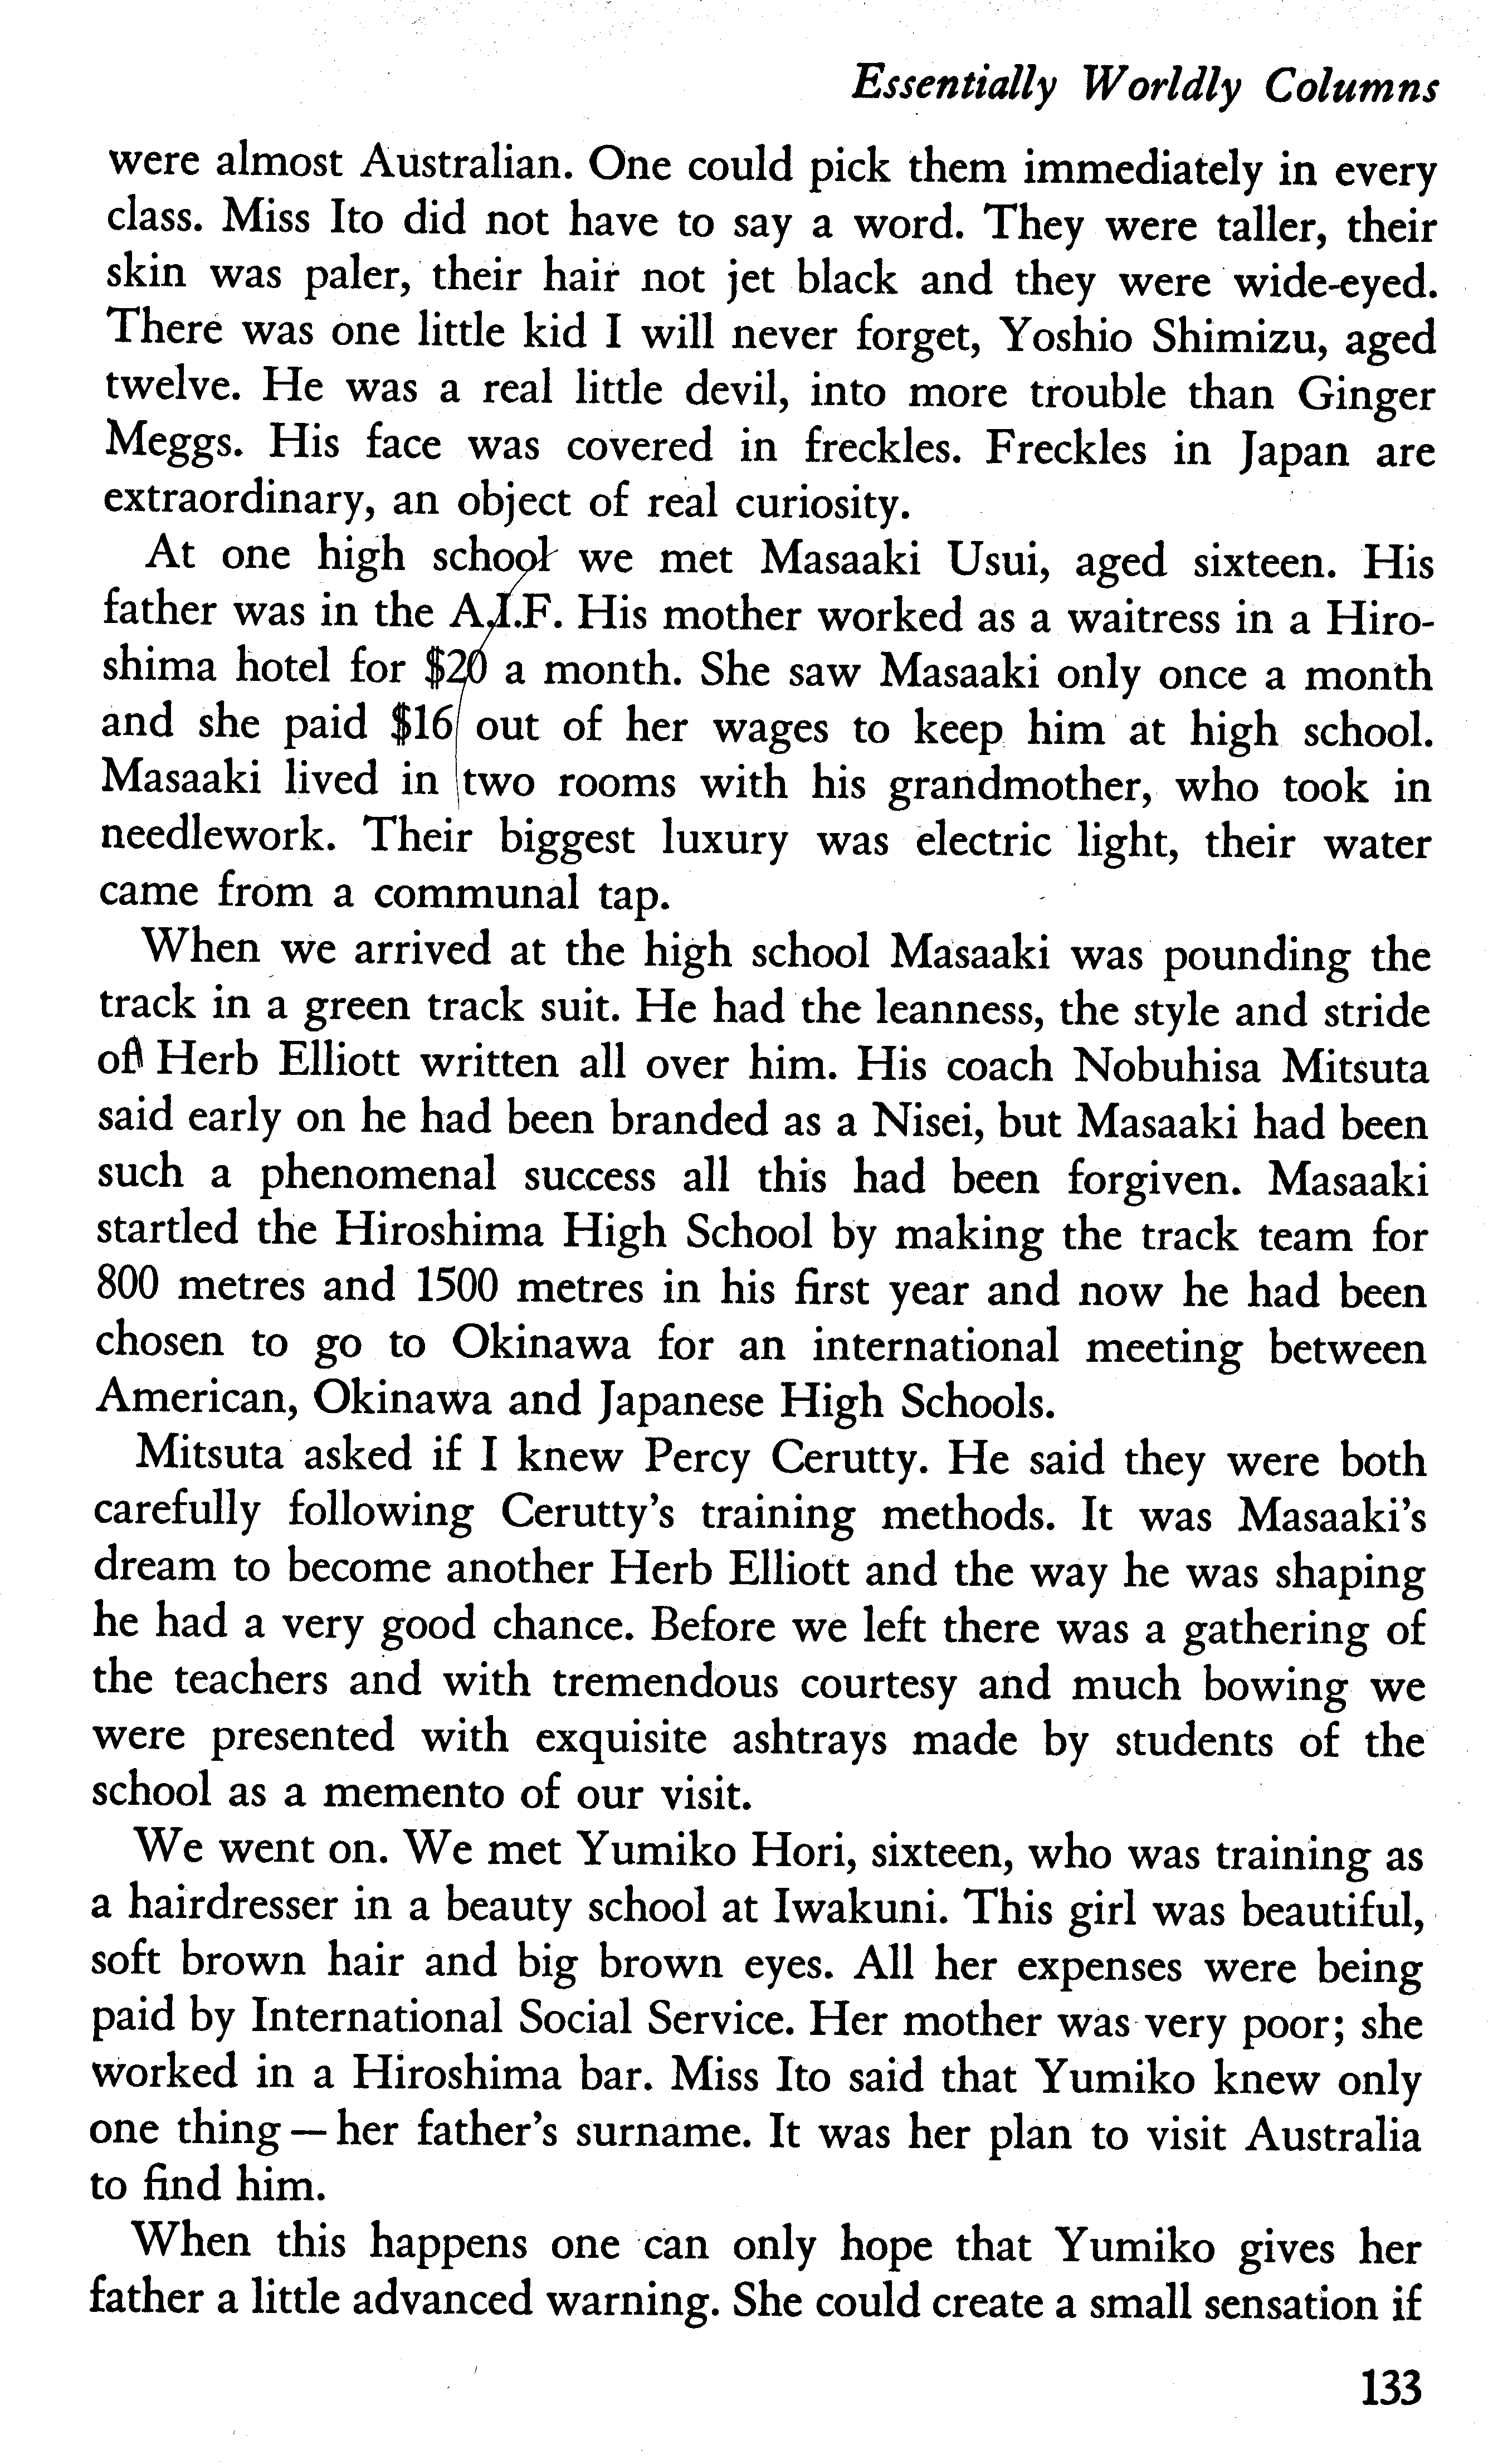 Essentially Worldly Columns
were almost Australian. One could pick them immediately in every
class. Miss Ito did not have to say a word. They were taller, their
skin was paler, their hair not jet black and they were wide-eyed.
There was one little kid I will never forget, Yoshio Shimizu, aged
twelve. He was a real little devil, into more trouble than Ginger
Meggs. His face was covered in freckles. Freckles in Japan are
extraordinary, an object of real curiosity.
At one high school we met Masaaki Usui, aged sixteen. His
father was in the A.I.F. His mother worked as a waitress in a Hiro-
shima hotel for $20 a month. She saw Masaaki only once a month
and she paid $16 out of her wages to keep him at high school.
Masaaki lived in two rooms with his grandmother, who took in
needlework. Their biggest luxury was electric light, their water
came from a communal tap.
When we arrived at the high school Masaaki was pounding the
track in a green track suit. He had the leanness, the style and stride
of Herb Elliott written all over him. His coach Nobuhisa Mitsuta
said early on he had been branded as a Nisei, but Masaaki had been
such a phenomenal success all this had been forgiven. Masaaki
startled the Hiroshima High School by making the track team for
800 metres and 1500 metres in his first year and now he had been
chosen to go to Okinawa for an international meeting between
American, Okinawa and Japanese High Schools.
Mitsuta asked if I knew Percy Cerutty. He said they were both
carefully following Cerutty's training methods. It was Masaaki's
dream to become another Herb Elliott and the way he was shaping
he had a very good chance. Before we left there was a gathering of
the teachers and with tremendous courtesy and much bowing we
were presented with exquisite ashtrays made by students of the
school as a memento of our visit.
We went on. We met Yumiko Hori, sixteen, who was training as
a hairdresser in a beauty school at Iwakuni. This girl was beautiful,
soft brown hair and big brown eyes. All her expenses were being
paid by International Social Service. Her mother was very poor; she
worked in a Hiroshima bar. Miss Ito said that Yumiko knew only
one thing — her father's surname. It was her plan to visit Australia
to find him.
When this happens one can only hope that Yumiko gives her
father a little advanced warning. She could create a small sensation if
133